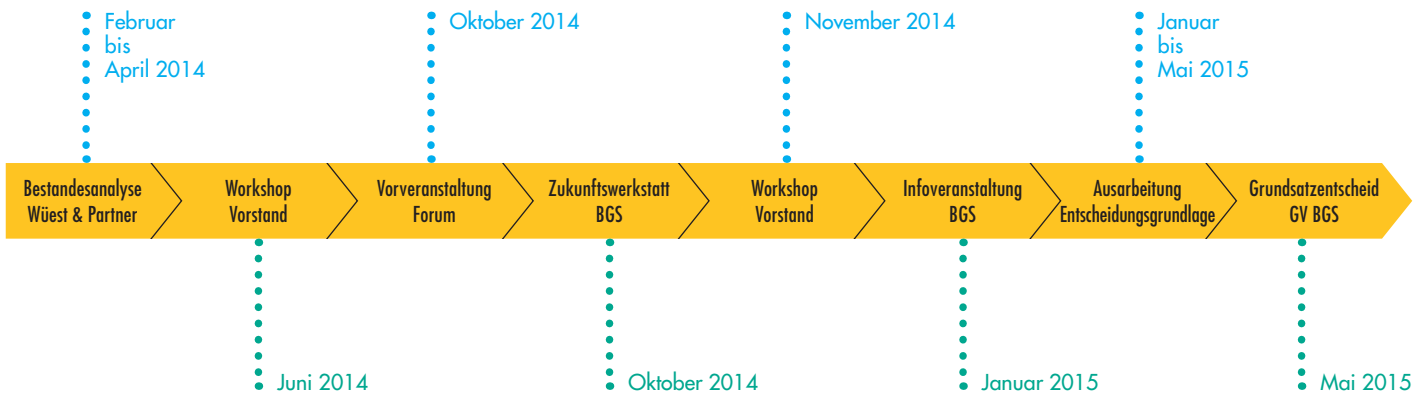 Februar
bis
April 2014
Oktober 2014
November 2014
Januar
bis
Mai 2015
Bestandesanalyse
Wüest & Partner
Workshop
Vorstand
Vorveranstaltung
Forum
Zukunftswerkstatt
BGS
Workshop
Vorstand
Infoveranstaltung
BGS
Ausarbeitung
Entscheidungsgrundlage
Grundsatzentscheid
GV BGS
Juni 2014
Oktober 2014
Januar 2015
Mai 2015